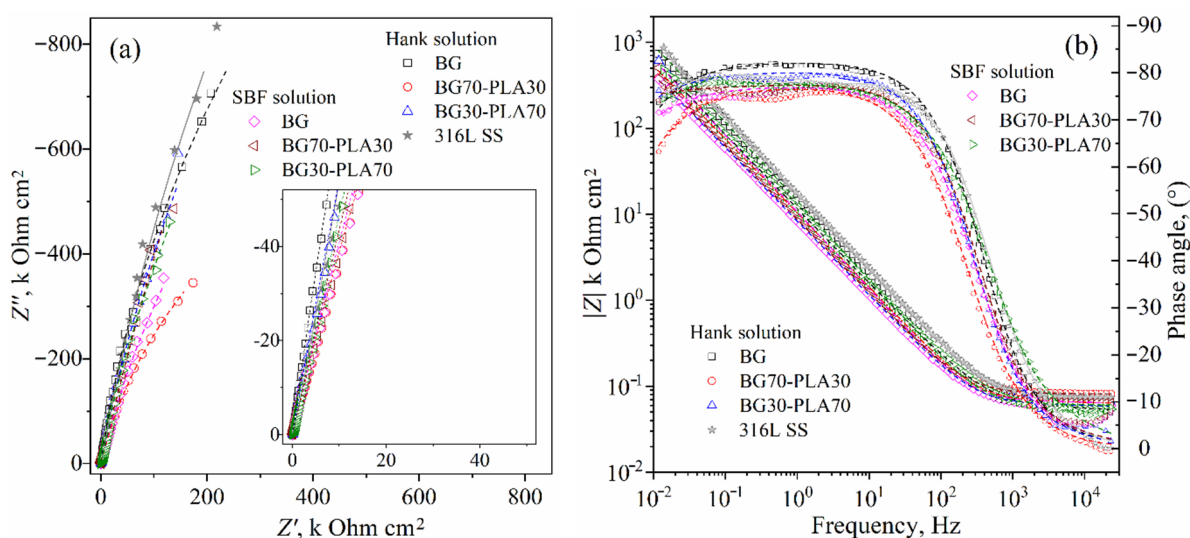 (a)
Hank solution
BG
BG70-PLA30
BG30-PLA70
316L SS
SBF solution
BG
BG70-PLA30
BG30-PLA70
−800
−600
−400
−200
0
Z'', k Ohm cm²
0
200
400
600
800
Z', k Ohm cm²
-40
-20
0
0
20
40
(b)
SBF solution
BG
BG70-PLA30
BG30-PLA70
Hank solution
BG
BG70-PLA30
BG30-PLA70
316L SS
10³
10²
10¹
10⁰
10⁻¹
10⁻²
|Z| k Ohm cm²
10⁻²
10⁻¹
10⁰
10¹
10²
10³
10⁴
Frequency, Hz
−90
−80
−70
−60
−50
−40
−30
−20
−10
0
Phase angle, (°)